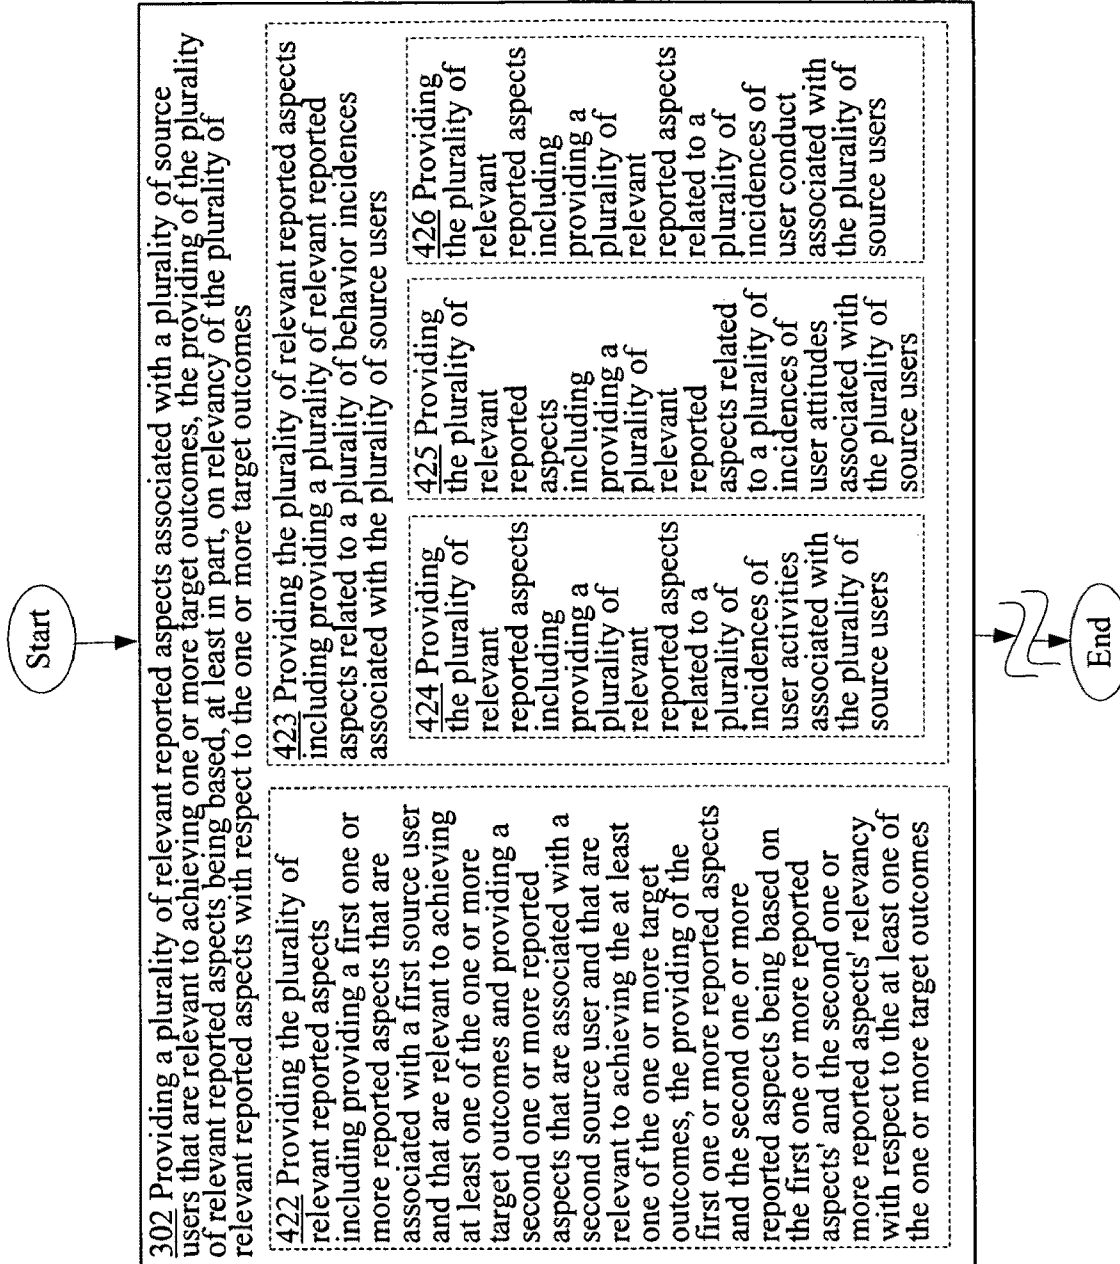 Start
302 Providing a plurality of relevant reported aspects associated with a plurality of source
users that are relevant to achieving one or more target outcomes, the providing of the plurality
of relevant reported aspects being based, at least in part, on relevancy of the plurality of
relevant reported aspects with respect to the one or more target outcomes
422 Providing the plurality of
relevant reported aspects
including providing a first one or
more reported aspects that are
associated with a first source user
and that are relevant to achieving
at least one of the one or more
target outcomes and providing a
second one or more reported
aspects that are associated with a
second source user and that are
relevant to achieving the at least
one of the one or more target
outcomes, the providing of the
first one or more reported aspects
and the second one or more
reported aspects being based on
the first one or more reported
aspects' and the second one or
more reported aspects' relevancy
with respect to the at least one of
the one or more target outcomes
423 Providing the plurality of relevant reported aspects
including providing a plurality of relevant reported
aspects related to a plurality of behavior incidences
associated with the plurality of source users
424 Providing
the plurality of
relevant
reported aspects
including
providing a
plurality of
relevant
reported aspects
related to a
plurality of
incidences of
user activities
associated with
the plurality of
source users
425 Providing
the plurality of
relevant
reported
aspects
including
providing a
plurality of
relevant
reported
aspects related
to a plurality of
incidences of
user attitudes
associated with
the plurality of
source users
426 Providing
the plurality of
relevant
reported aspects
including
providing a
plurality of
relevant
reported aspects
related to a
plurality of
incidences of
user conduct
associated with
the plurality of
source users
End